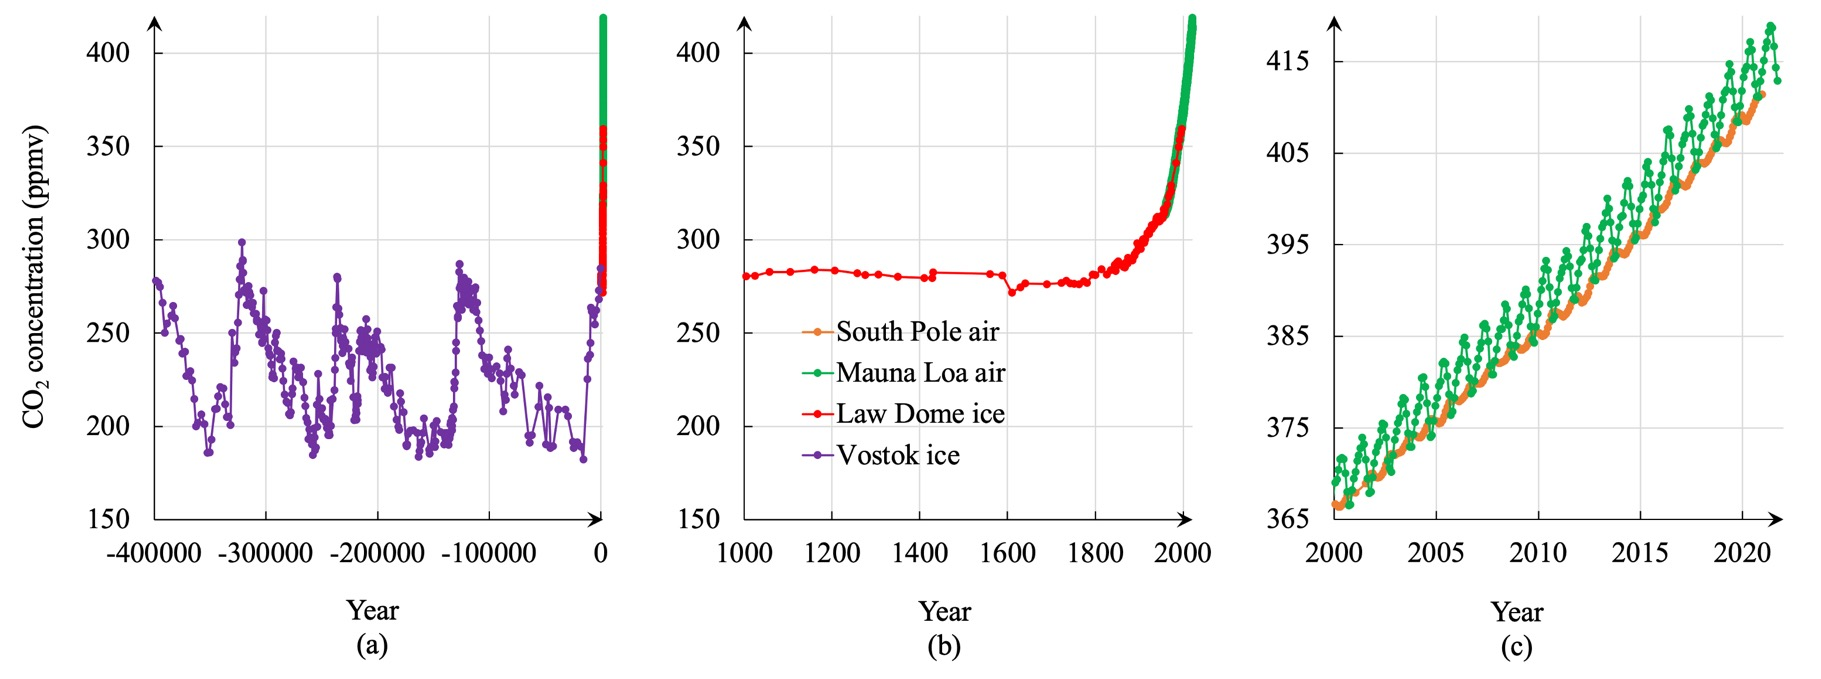 CO2 concentration (ppmv)
400
350
300
250
200
150
-400000 -300000 -200000 -100000 0
Year
(a)
400
350
300
250
200
150
South Pole air
Mauna Loa air
Law Dome ice
Vostok ice
1000 1200 1400 1600 1800 2000
Year
(b)
415
405
395
385
375
365
2000 2005 2010 2015 2020
Year
(c)